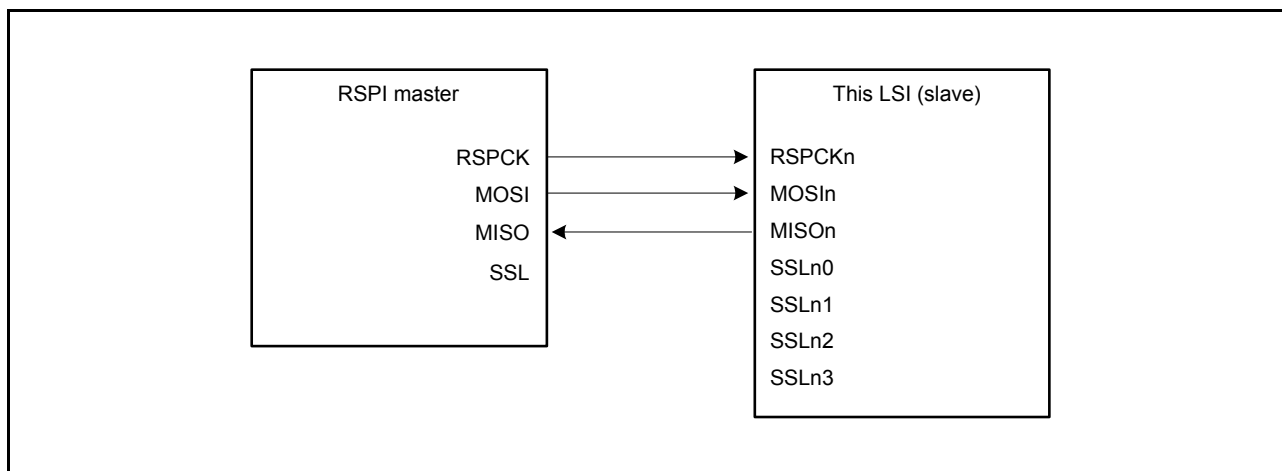 RSPI master
RSPCK
MOSI
MISO
SSL
This LSI (slave)
RSPCKn
MOSIn
MISOn
SSLn0
SSLn1
SSLn2
SSLn3